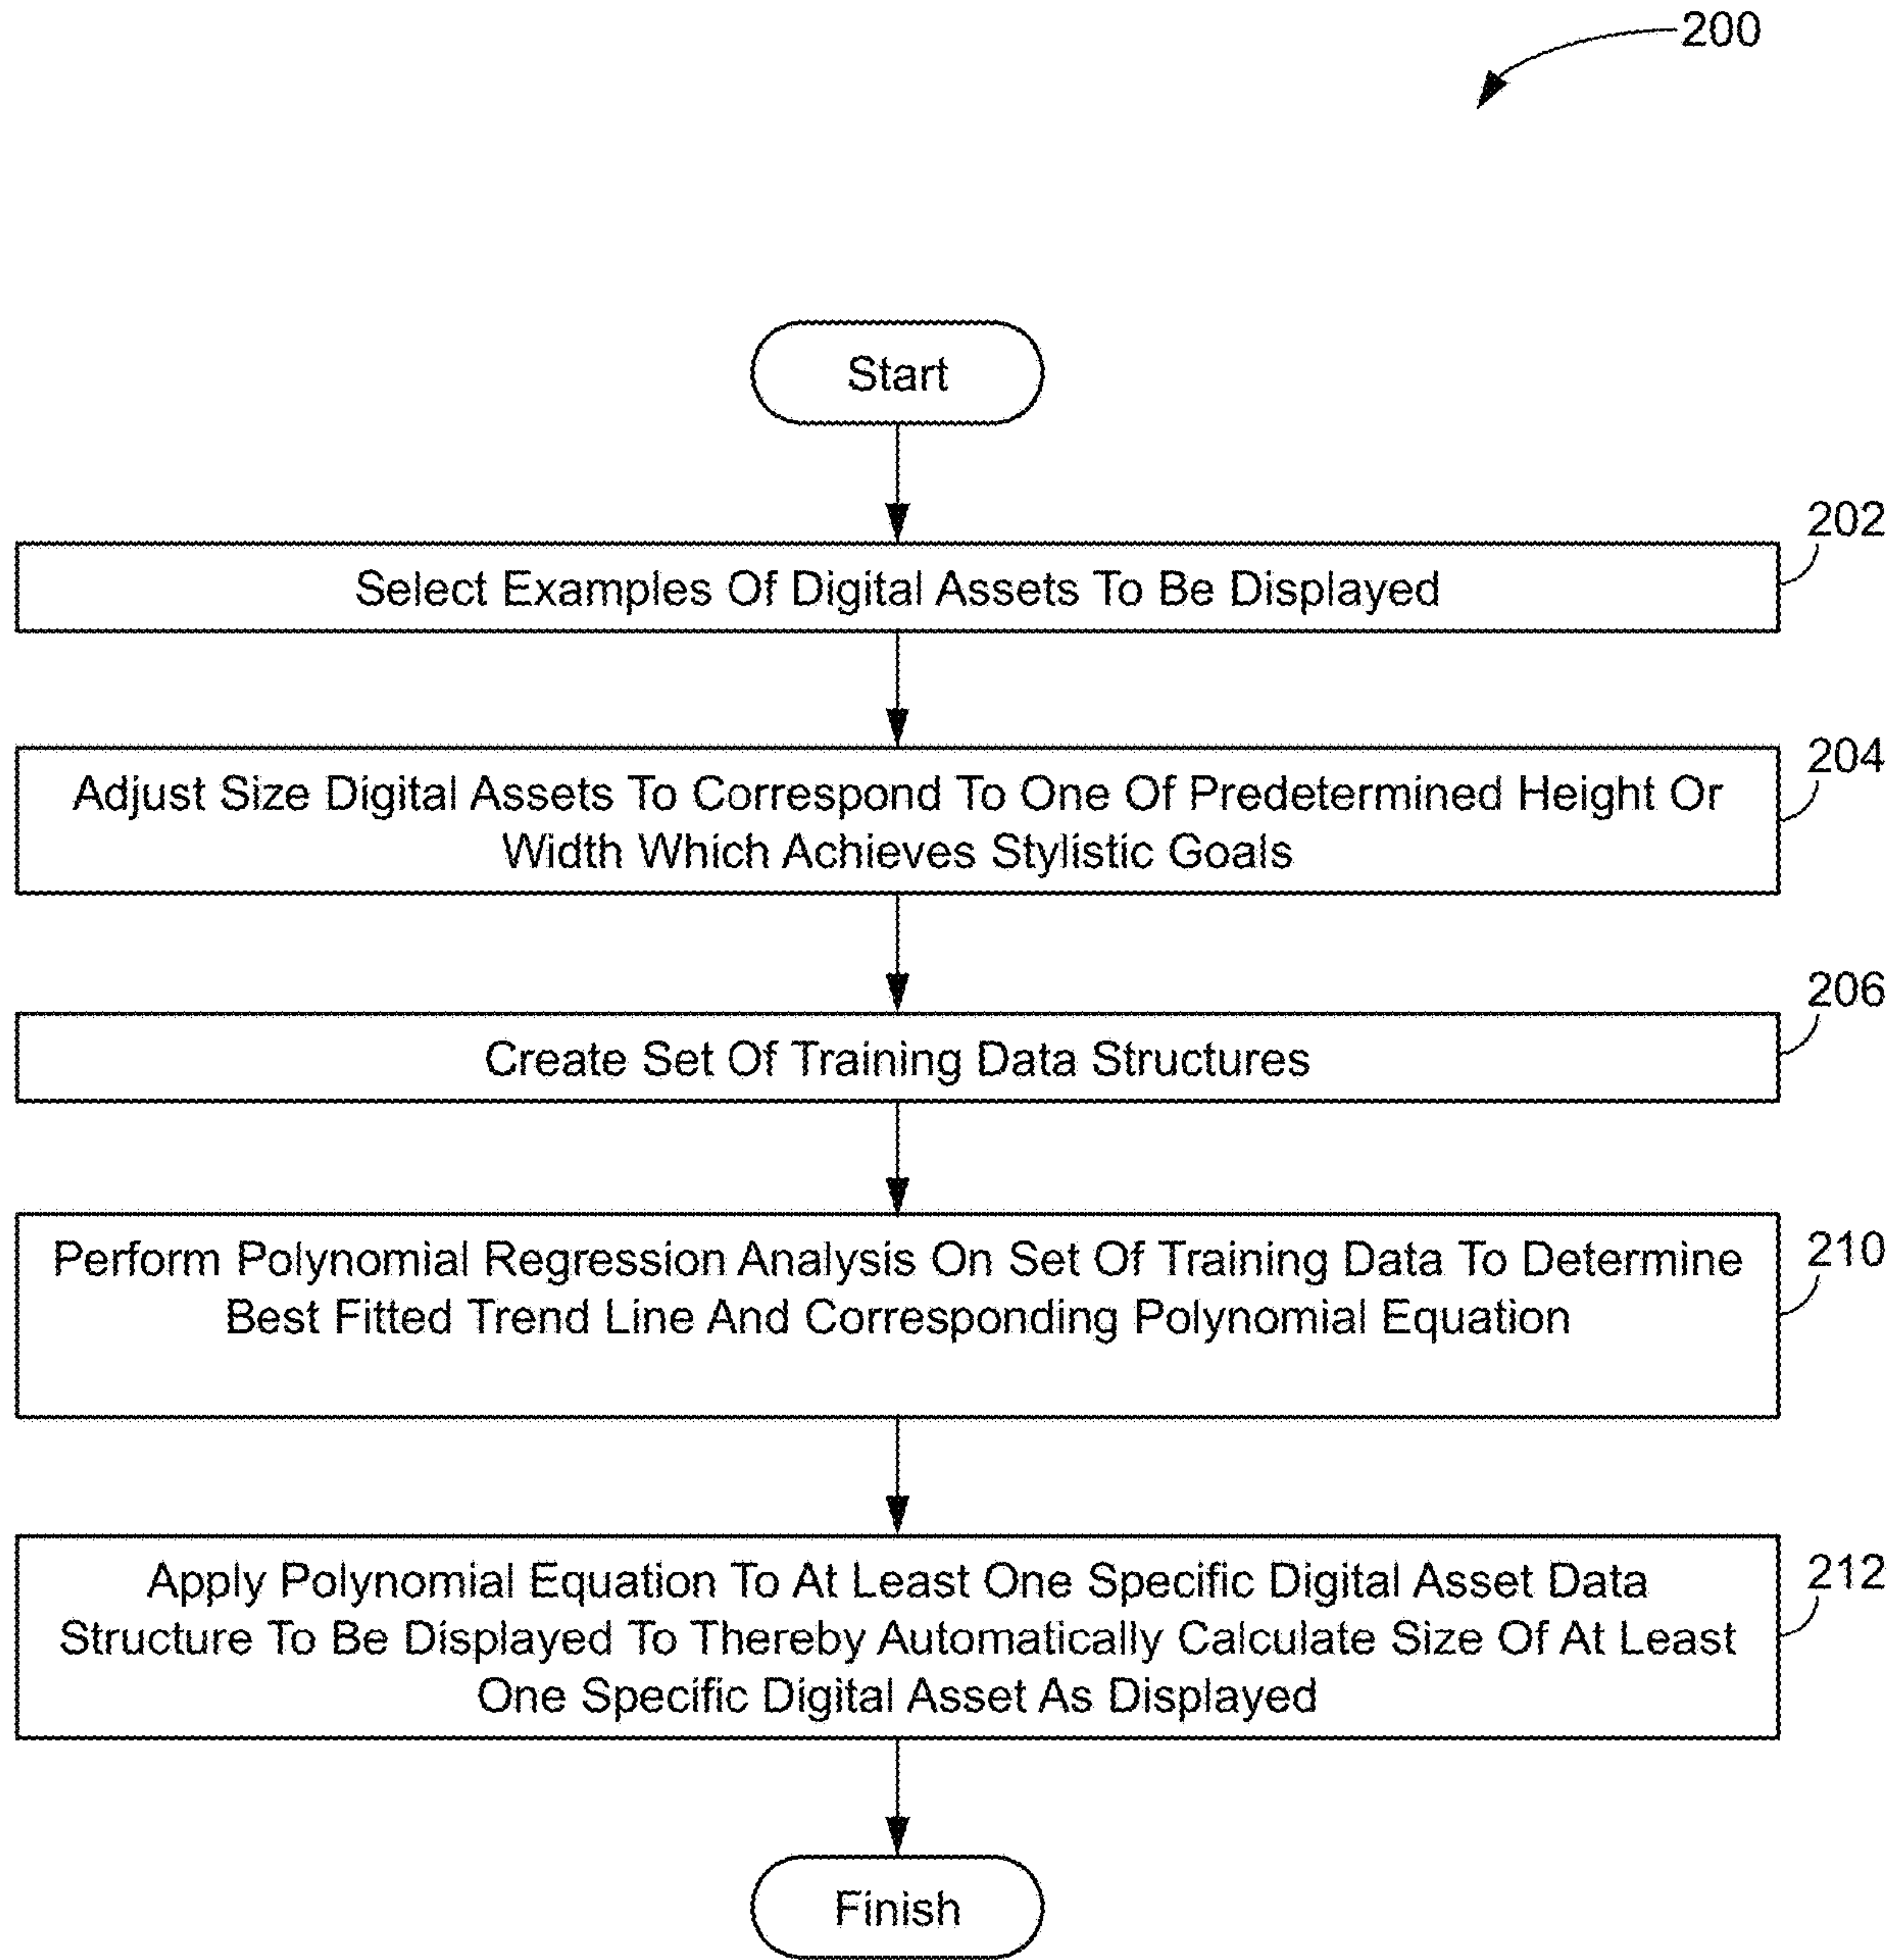 200
Start
202
Select Examples Of Digital Assets To Be Displayed
204
Adjust Size Digital Assets To Correspond To One Of Predetermined Height Or
Width Which Achieves Stylistic Goals
206
Create Set Of Training Data Structures
210
Perform Polynomial Regression Analysis On Set Of Training Data To Determine
Best Fitted Trend Line And Corresponding Polynomial Equation
212
Apply Polynomial Equation To At Least One Specific Digital Asset Data
Structure To Be Displayed To Thereby Automatically Calculate Size Of At Least
One Specific Digital Asset As Displayed
Finish